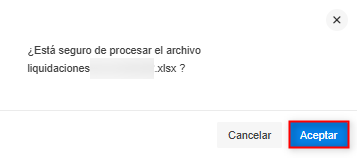 ¿Está seguro de procesar el archivo
liquidaciones .xlsx ?
Cancelar
Aceptar